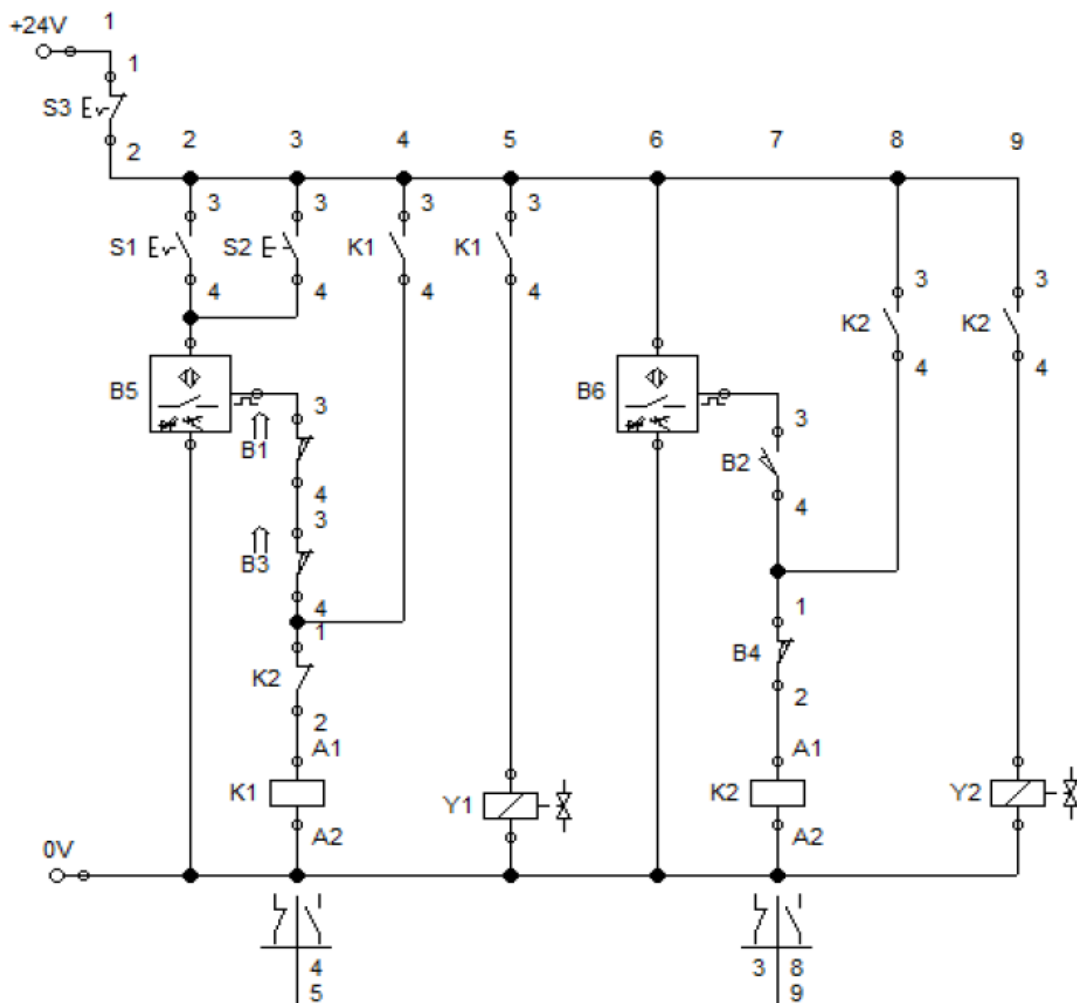 +24V 1
1
S3
2 2 3 4 5 6 7 8 9
3 3 3 3
S1 S2 K1 K1
4 4 4 4
3 3
K2 K2
4 4
B5 B6
3 3
B1 B2
4 4
3
B3
4
1 1
K2 B4
2 2
A1 A1
K1 Y1 K2 Y2
A2 A2
0V
4 3 8
5 9